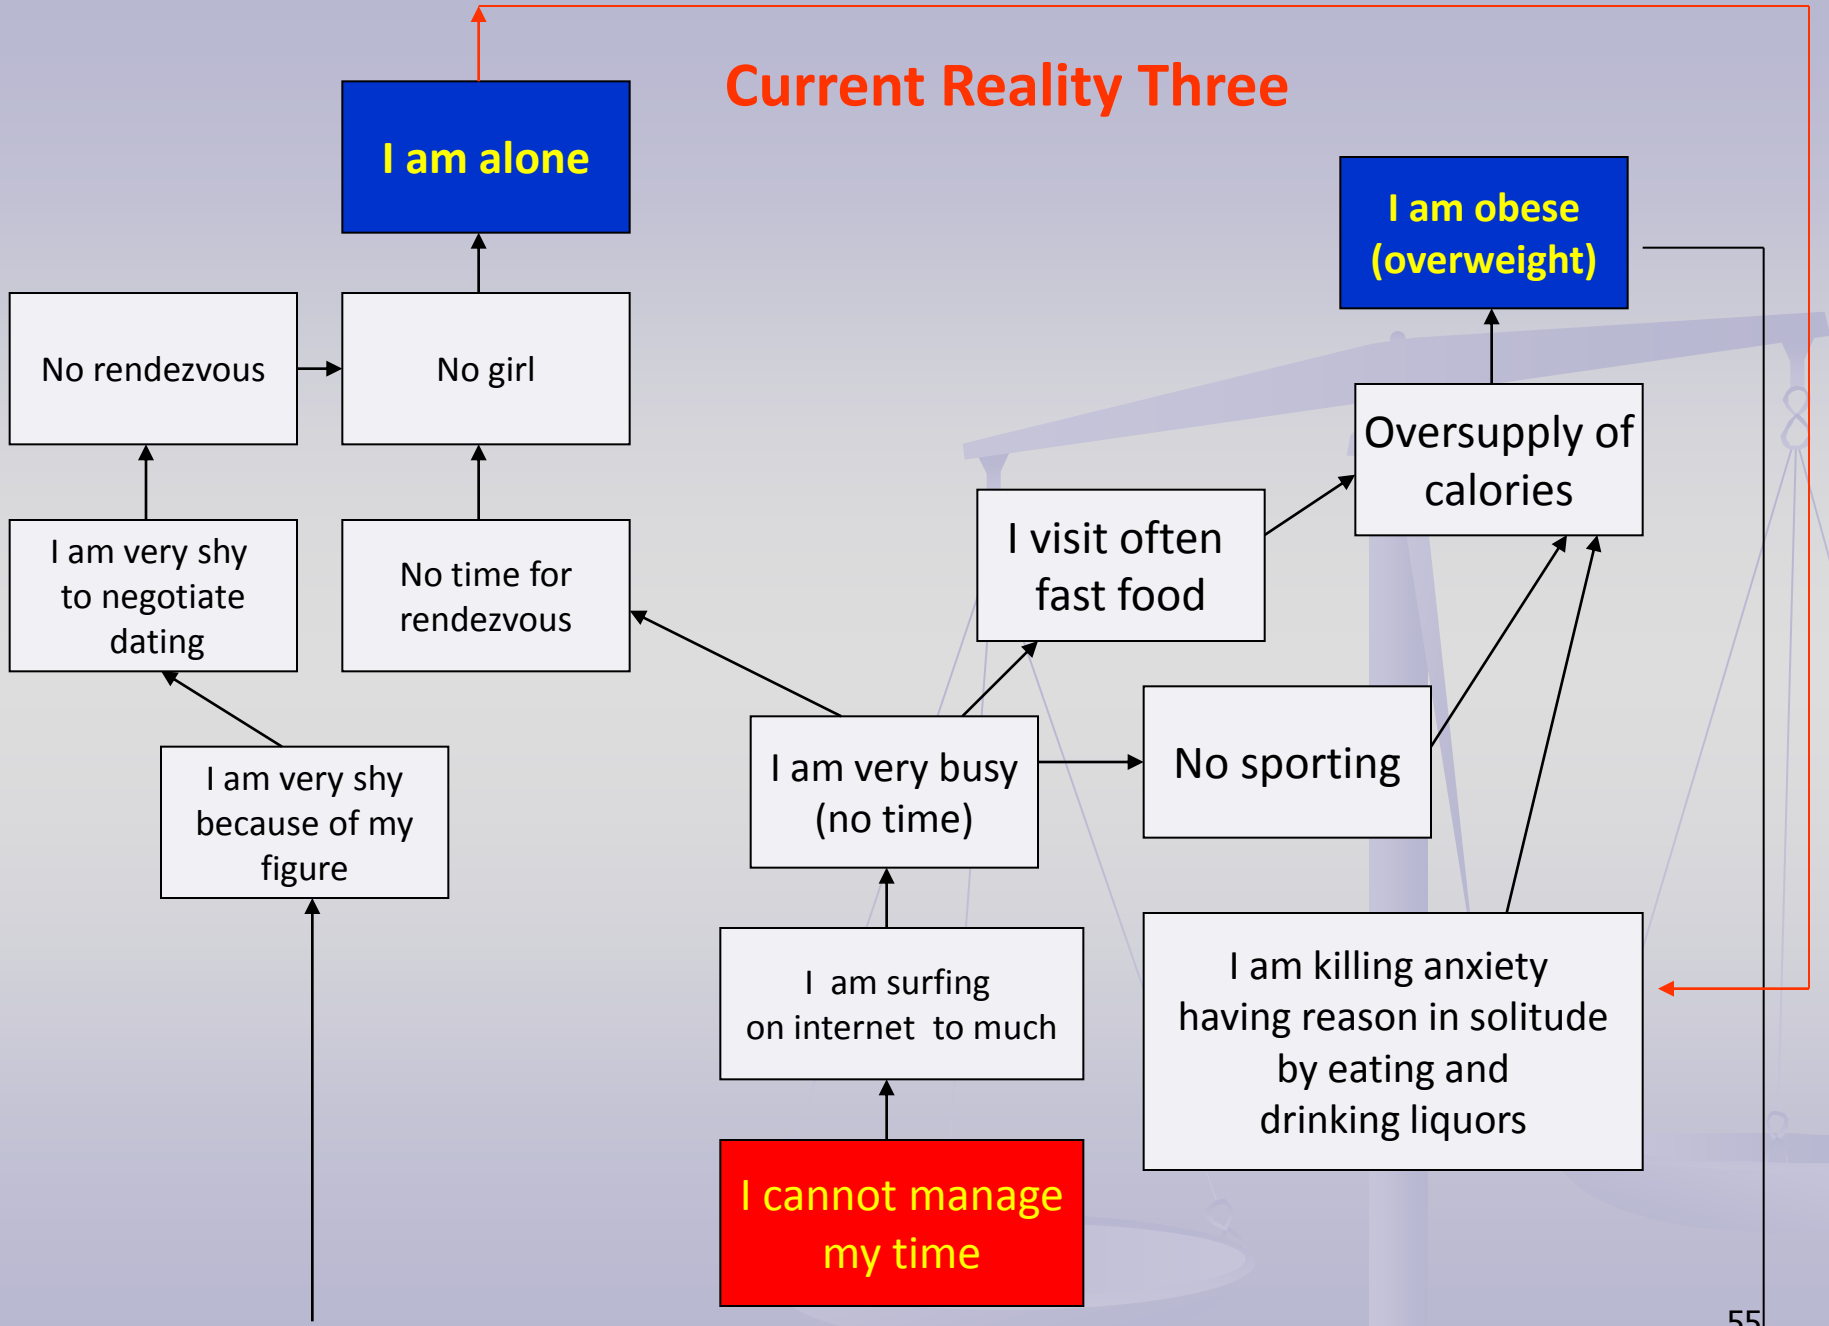 Current Reality Three
I am alone
I am obese
(overweight)
No rendezvous
No girl
Oversupply of
calories
I am very shy
to negotiate
dating
No time for
rendezvous
I visit often
fast food
I am very shy
because of my
figure
I am very busy
(no time)
No sporting
I am surfing
on internet to much
I am killing anxiety
having reason in solitude
by eating and
drinking liquors
I cannot manage
my time
55